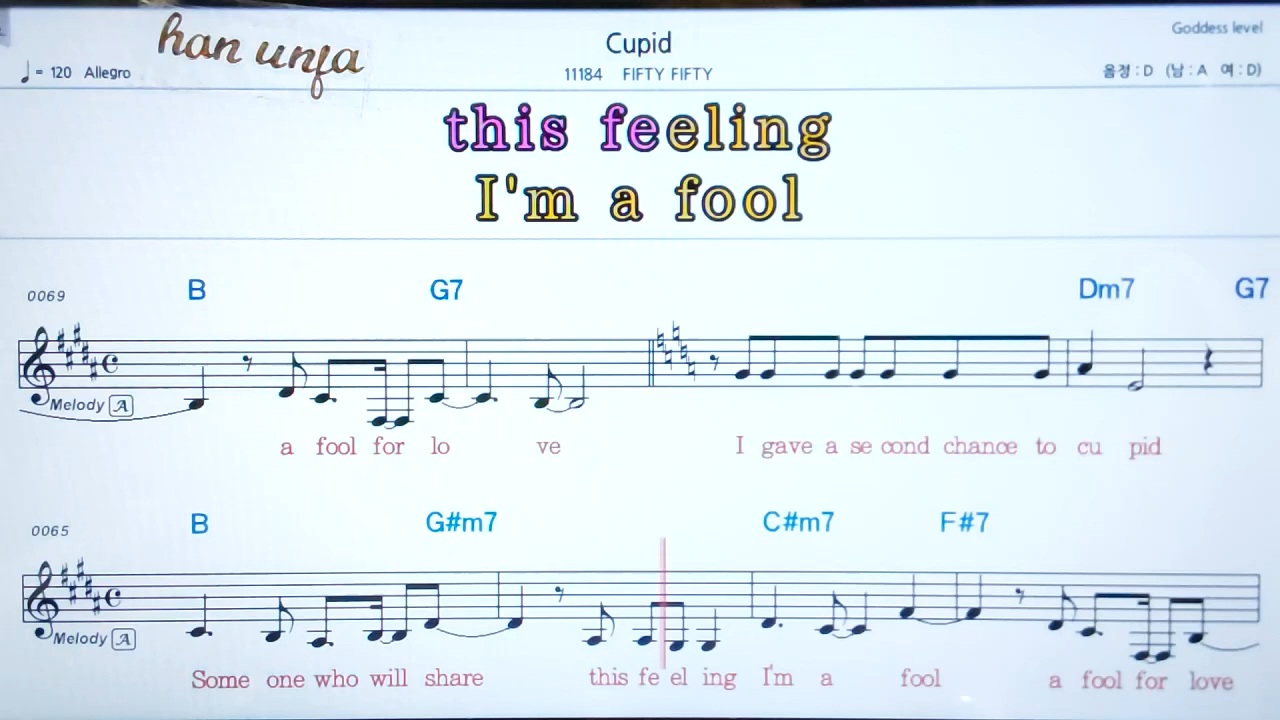 han unja
Cupid
Goddess level
♩ = 120 Allegro
11184 FIFTY FIFTY
음정 : D (남 : A 여 : D)
this feeling
I'm a fool
0069
B G7 Dm7 G7
Melody A
a fool for lo ve I gave a se cond chance to cu pid
0065
B G#m7 C#m7 F#7
Melody A
Some one who will share this fe el ing I'm a fool a fool for love